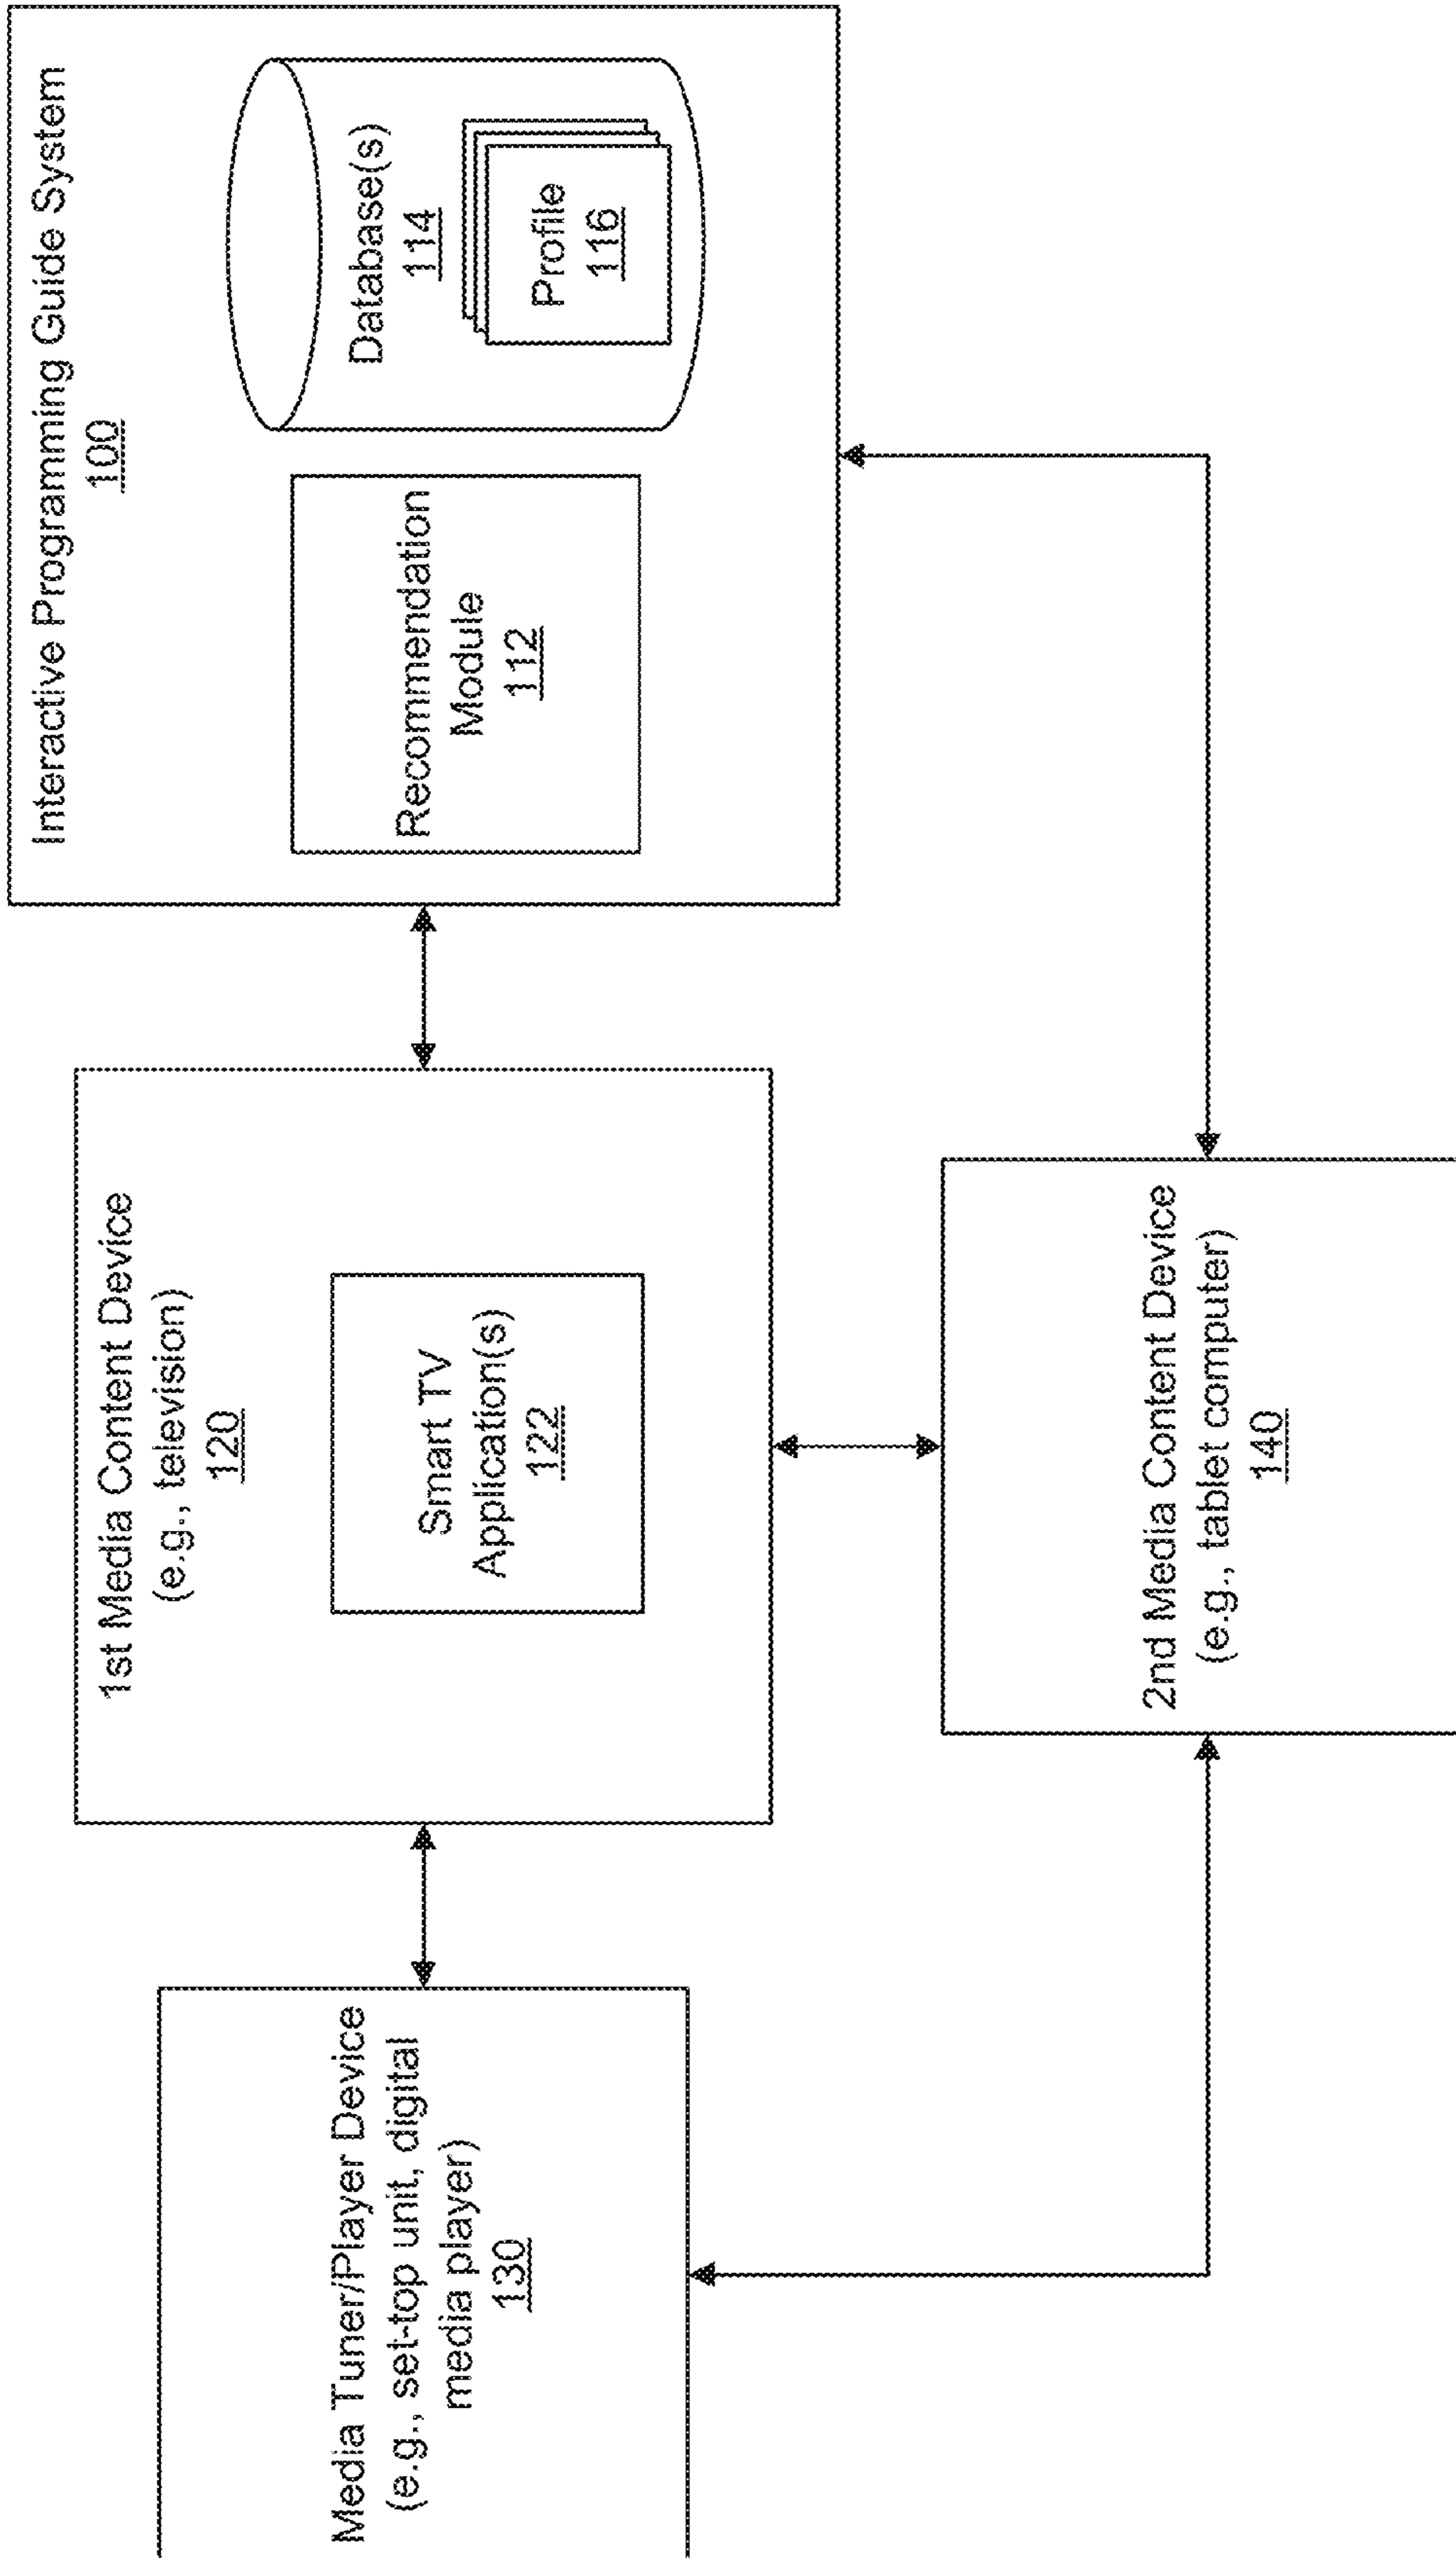 Media Tuner/Player Device
(e.g., set-top unit, digital
media player)
130
1st Media Content Device
(e.g., television)
120
Smart TV
Application(s)
122
Interactive Programming Guide System
100
Recommendation
Module
112
Database(s)
114
Profile
116
2nd Media Content Device
(e.g., tablet computer)
140